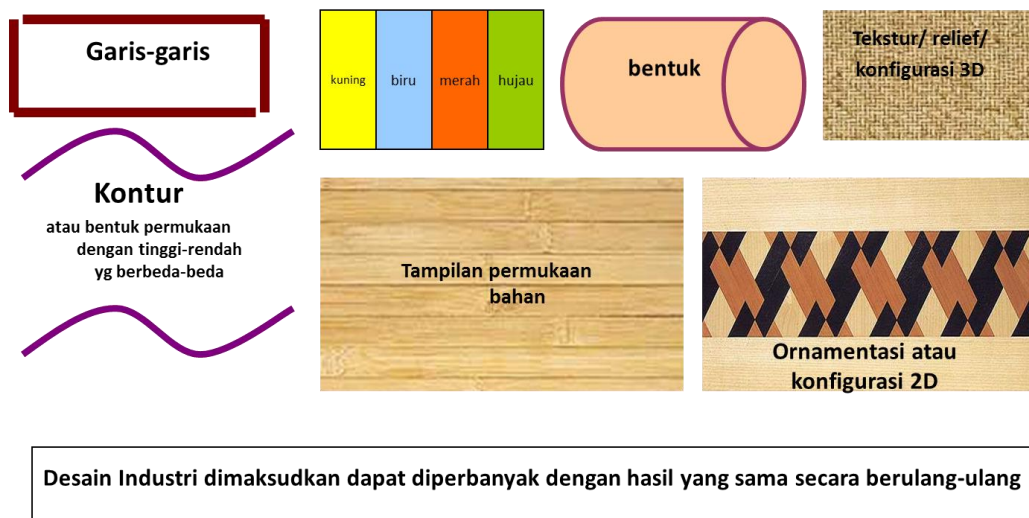 Garis-garis
kuning
biru
merah
hujau
bentuk
Tekstur/ relief/
konfigurasi 3D
Kontur
atau bentuk permukaan
dengan tinggi-rendah
yg berbeda-beda
Tampilan permukaan
bahan
Ornamentasi atau
konfigurasi 2D
Desain Industri dimaksudkan dapat diperbanyak dengan hasil yang sama secara berulang-ulang